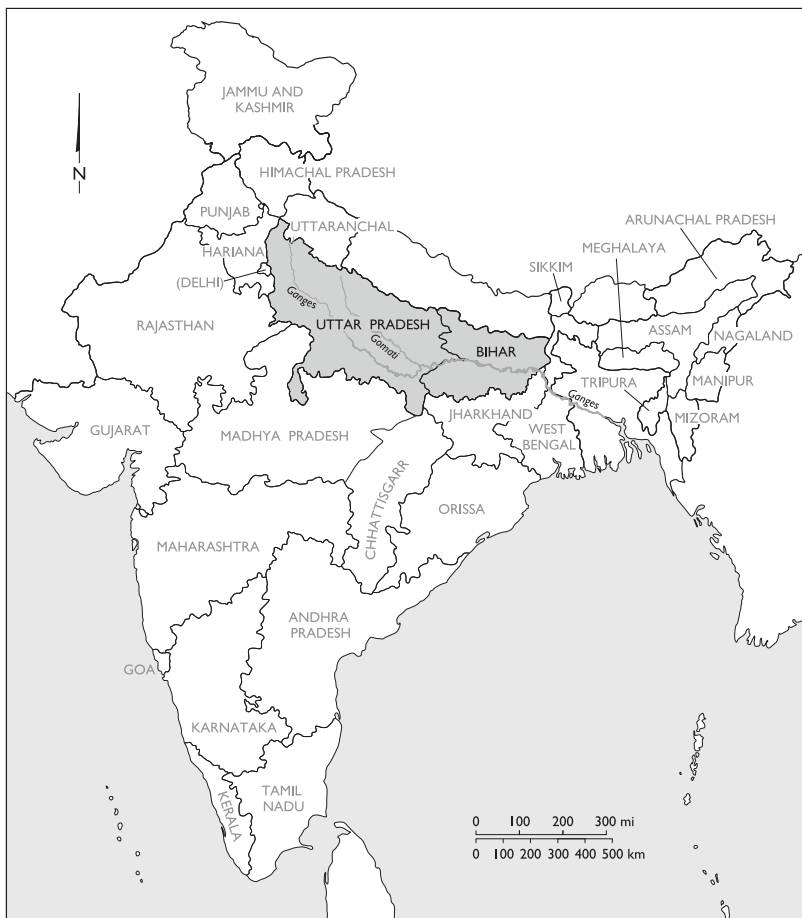 JAMMU AND
KASHMIR
N
HIMACHAL PRADESH
PUNJAB
UTTARANCHAL
ARUNACHAL PRADESH
HARIANA
MEGHALAYA
SIKKIM
(DELHI)
Ganges
RAJASTHAN
UTTAR PRADESH
Gomati
BIHAR
ASSAM
NAGALAND
TRIPURA
MANIPUR
Ganges
MIZORAM
GUJARAT
MADHYA PRADESH
JHARKHAND
WEST
BENGAL
CHHATTISGARR
ORISSA
MAHARASHTRA
ANDHRA
PRADESH
GOA
KARNATAKA
TAMIL
NADU
KERALA
0 100 200 300 mi
0 100 200 300 400 500 km